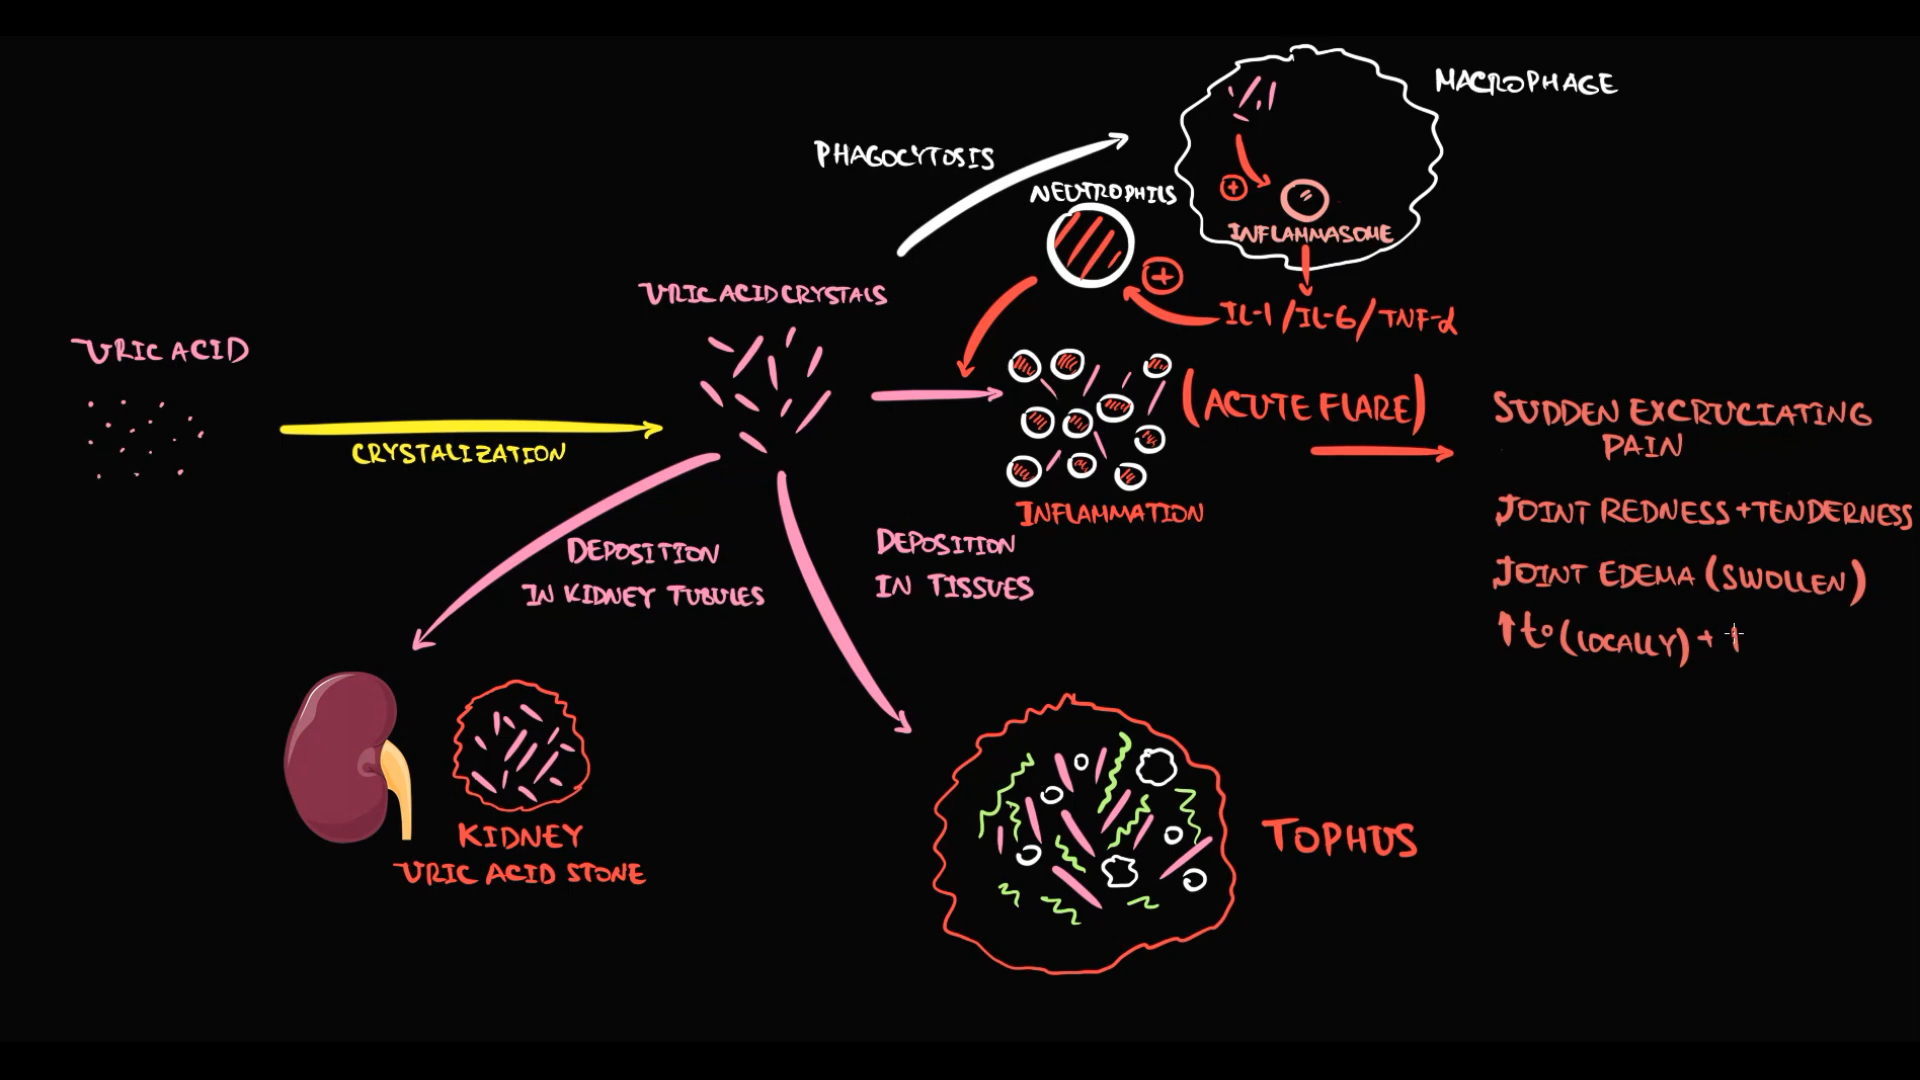 MACROPHAGE
PHAGOCYTOSIS
NEUTROPHILS
+
INFLAMMASOME
+
URIC ACID CRYSTALS
IL-1/IL-6/TNF-α
URIC ACID
(ACUTE FLARE)
SUDDEN EXCRUCIATING
PAIN
CRYSTALIZATION
INFLAMMATION
JOINT REDNESS + TENDERNESS
DEPOSITION
IN KIDNEY TUBULES
DEPOSITION
IN TISSUES
JOINT EDEMA (SWOLLEN)
↑t° (LOCALLY) +
KIDNEY
URIC ACID STONE
TOPHUS